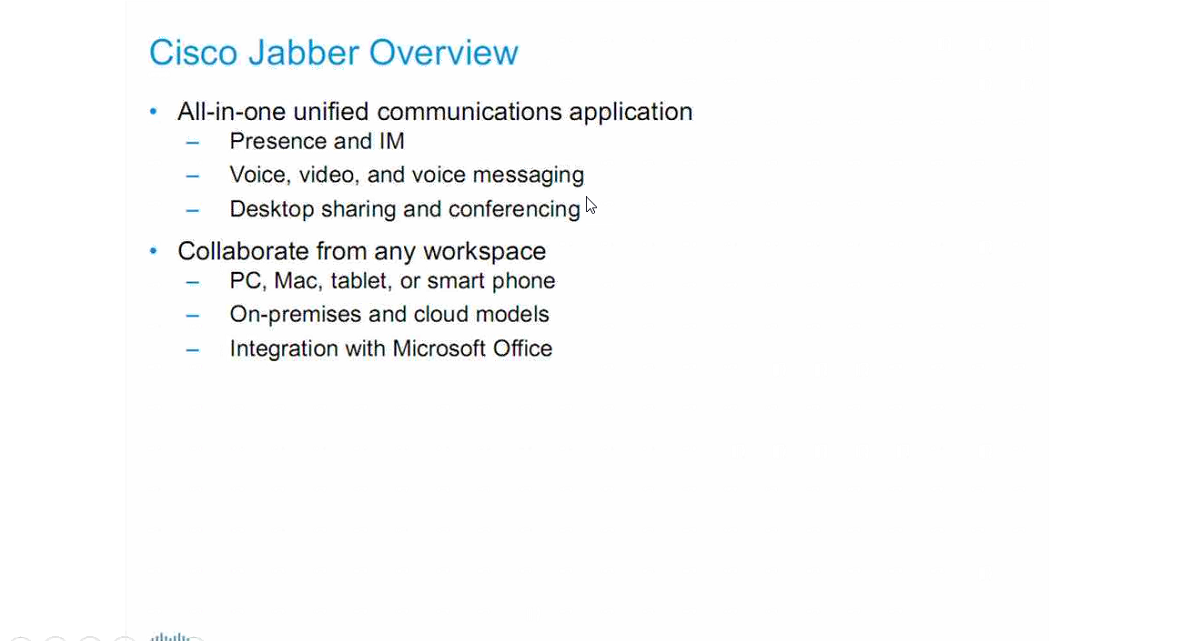 Cisco Jabber Overview
• All-in-one unified communications application
– Presence and IM
– Voice, video, and voice messaging
– Desktop sharing and conferencing
• Collaborate from any workspace
– PC, Mac, tablet, or smart phone
– On-premises and cloud models
– Integration with Microsoft Office